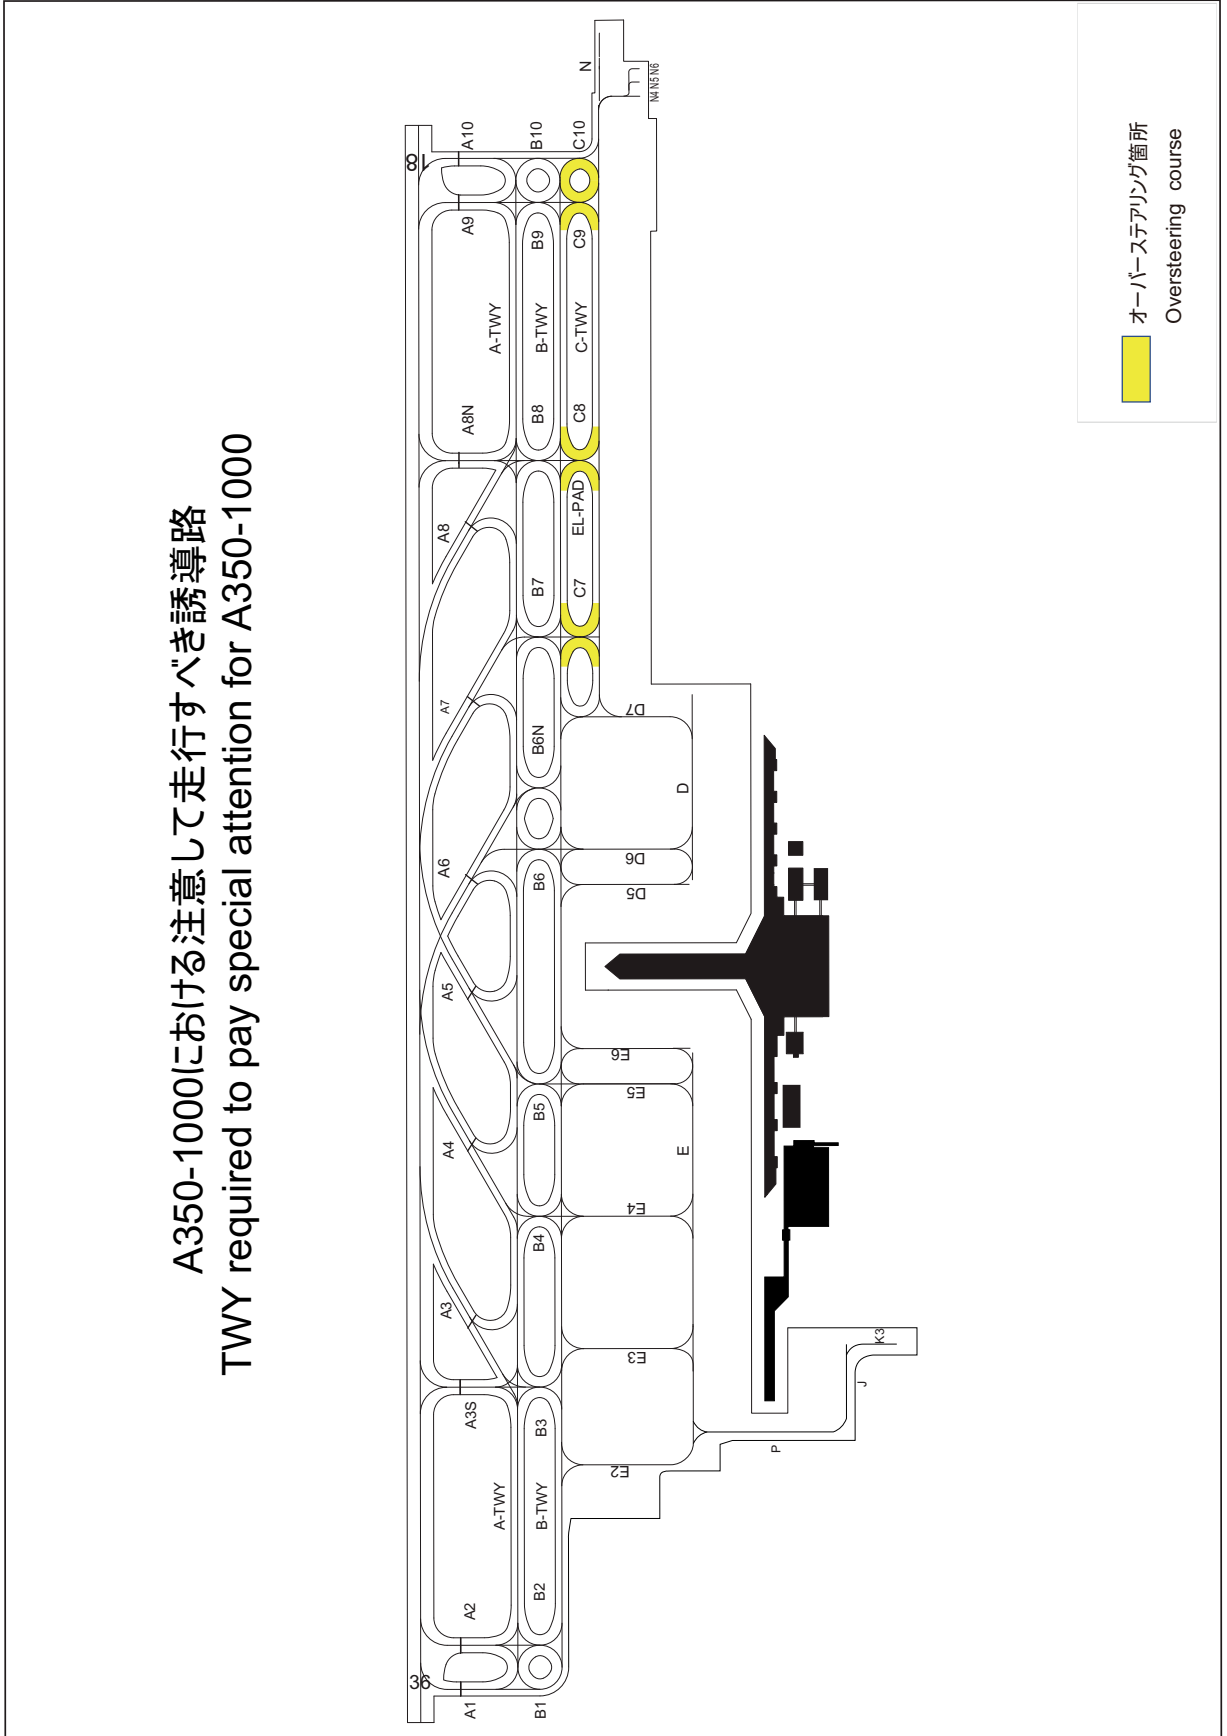 A350-1000における注意して走行すべき誘導路
TWY required to pay special attention for A350-1000
36
18
A1
A2
A3S
A3
A4
A5
A6
A7
A8
A8N
A9
A10
A-TWY
A-TWY
B1
B2
B-TWY
B3
B4
B5
B6
B6N
B7
B8
B-TWY
B9
B10
C7
EL-PAD
C8
C-TWY
C9
C10
N
N4 N5 N6
E2
E3
E4
E5
E6
D5
D6
D7
E
D
P
J
K3
オーバーステアリング箇所
Oversteering course